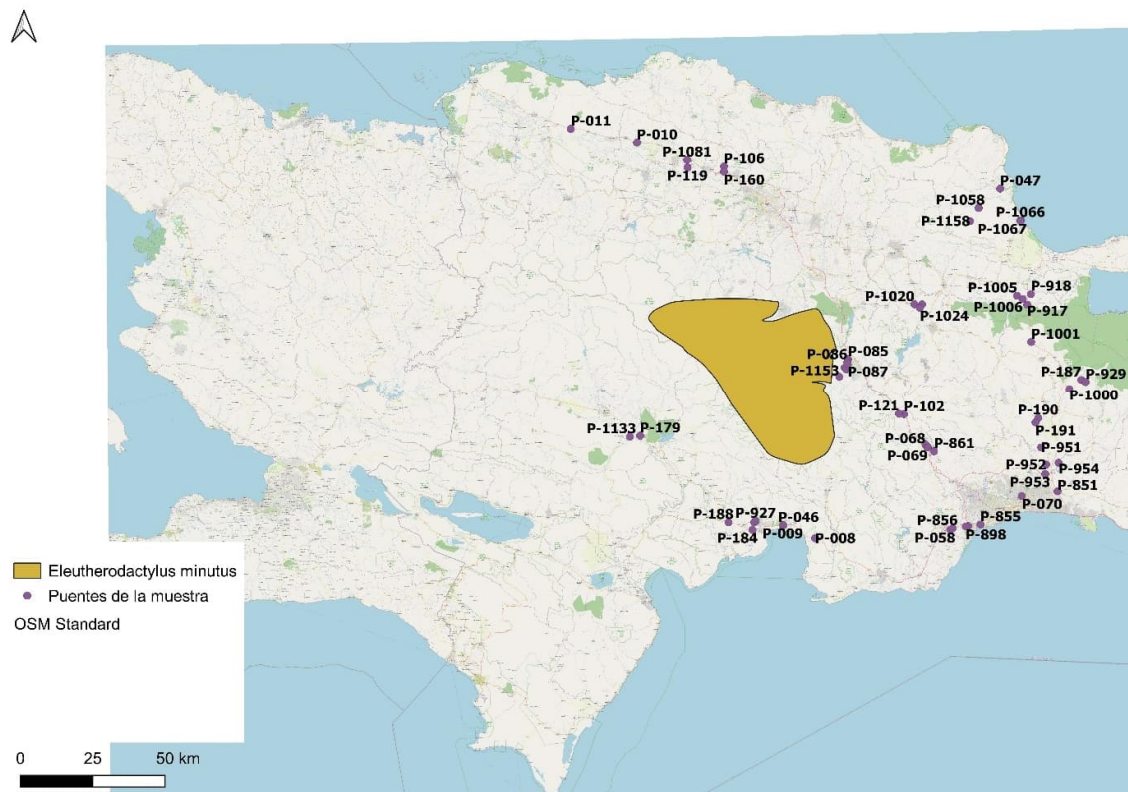 P-011
P-010
P-1081
P-106
P-119
P-160
P-047
P-1058
P-1066
P-1158
P-1067
P-1005
P-918
P-1020
P-1006
P-917
P-1024
P-1001
P-086
P-085
P-1153
P-087
P-187
P-929
P-1000
P-121
P-102
P-190
P-191
P-1133
P-179
P-068
P-861
P-069
P-951
P-952
P-954
P-953
P-851
P-070
P-188
P-927
P-046
P-184
P-009
P-008
P-856
P-855
P-058
P-898
Eleutherodactylus minutus
Puentes de la muestra
OSM Standard
0 25 50 km